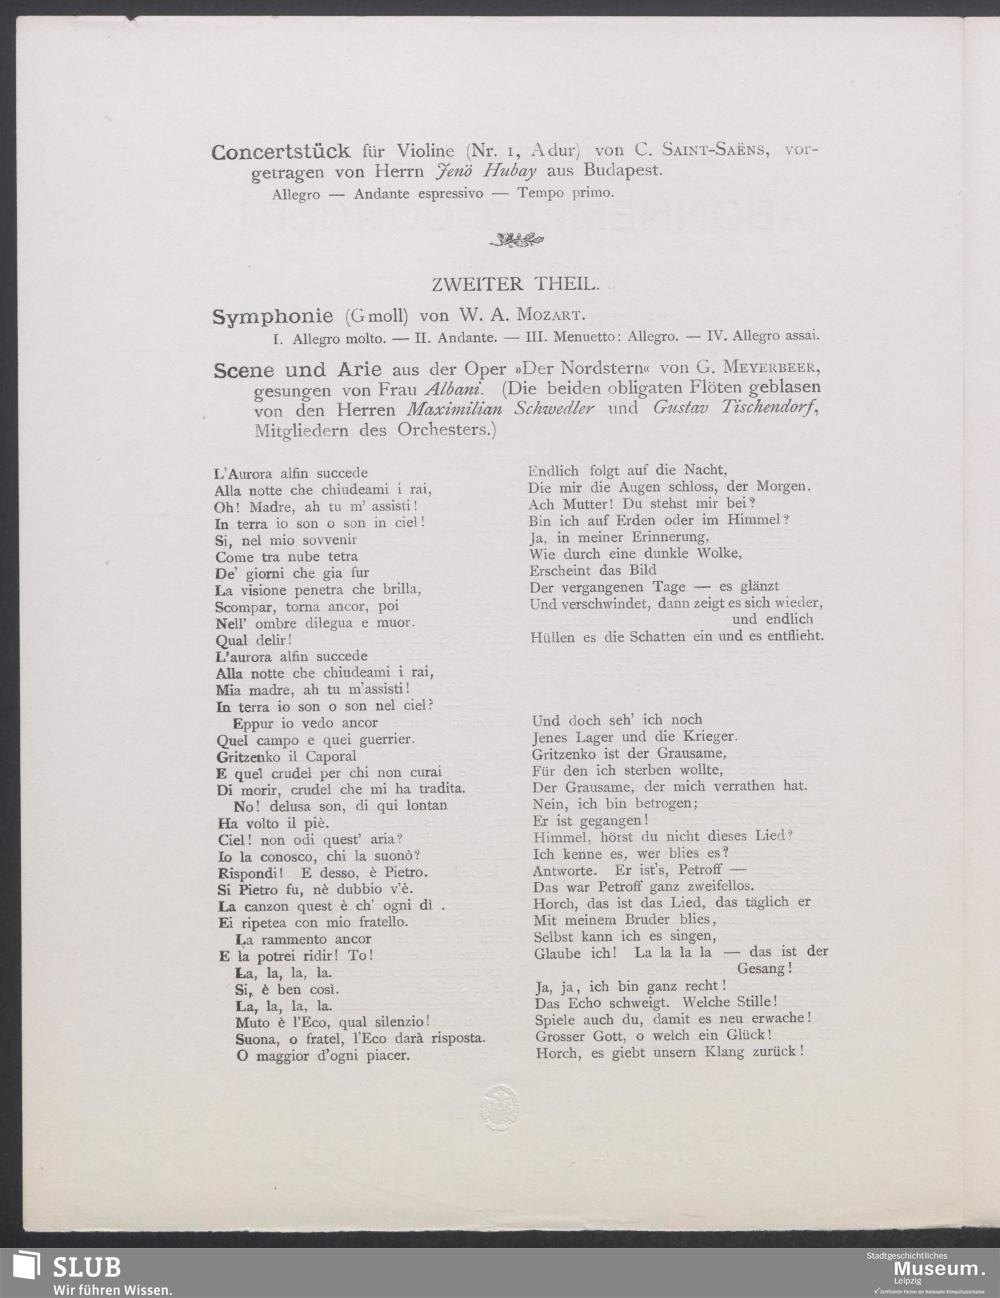 Concertstück für Violine (Nr. 1, A dur) von C. Saint-Saëns, vor-
getragen von Herrn Jenö Hubay aus Budapest.
Allegro — Andante espressivo — Tempo primo.
ZWEITER THEIL.
Symphonie (G moll) von W. A. Mozart.
I. Allegro molto. — II. Andante. — III. Menuetto: Allegro. — IV. Allegro assai.
Scene und Arie aus der Oper »Der Nordstern« von G. Meyerbeer,
gesungen von Frau Albani. (Die beiden obligaten Flöten geblasen
von den Herren Maximilian Schwedler und Gustav Tischendorf,
Mitgliedern des Orchesters.)
L'Aurora alfin succede
Alla notte che chiudeami i rai,
Oh! Madre, ah tu m' assisti!
In terra io son o son in ciel!
Si, nel mio sovvenir
Come tra nube tetra
De' giorni che gia fur
La visione penetra che brilla,
Scompar, torna ancor, poi
Nell' ombre dilegua e muor.
Qual delir!
L'aurora alfin succede
Alla notte che chiudeami i rai,
Mia madre, ah tu m'assisti!
In terra io son o son nel ciel?
Eppur io vedo ancor
Quel campo e quei guerrier.
Gritzenko il Caporal
E quel crudel per chi non curai
Di morir, crudel che mi ha tradita.
No! delusa son, di qui lontan
Ha volto il piè.
Ciel! non odi quest' aria?
Io la conosco, chi la suonò?
Rispondi! E desso, è Pietro.
Si Pietro fu, nè dubbio v'è.
La canzon quest è ch' ogni dì .
Ei ripetea con mio fratello.
La rammento ancor
E la potrei ridir! To!
La, la, la, la.
Si, è ben così.
La, la, la, la.
Muto è l'Eco, qual silenzio!
Suona, o fratel, l'Eco darà risposta.
O maggior d'ogni piacer.
Endlich folgt auf die Nacht,
Die mir die Augen schloss, der Morgen.
Ach Mutter! Du stehst mir bei?
Bin ich auf Erden oder im Himmel?
Ja, in meiner Erinnerung,
Wie durch eine dunkle Wolke,
Erscheint das Bild
Der vergangenen Tage — es glänzt
Und verschwindet, dann zeigt es sich wieder,
und endlich
Hüllen es die Schatten ein und es entflieht.
Und doch seh' ich noch
Jenes Lager und die Krieger.
Gritzenko ist der Grausame,
Für den ich sterben wollte,
Der Grausame, der mich verrathen hat.
Nein, ich bin betrogen;
Er ist gegangen!
Himmel, hörst du nicht dieses Lied?
Ich kenne es, wer blies es?
Antworte. Er ist's, Petroff —
Das war Petroff ganz zweifellos.
Horch, das ist das Lied, das täglich er
Mit meinem Bruder blies,
Selbst kann ich es singen,
Glaube ich! La la la la — das ist der
Gesang!
Ja, ja, ich bin ganz recht!
Das Echo schweigt. Welche Stille!
Spiele auch du, damit es neu erwache!
Grosser Gott, o welch ein Glück!
Horch, es giebt unsern Klang zurück!
SLUB
Wir führen Wissen.
Stadtgeschichtliches
Museum.
Leipzig
Zertifizierter Partner der Nationalen Klimaschutzinitiative